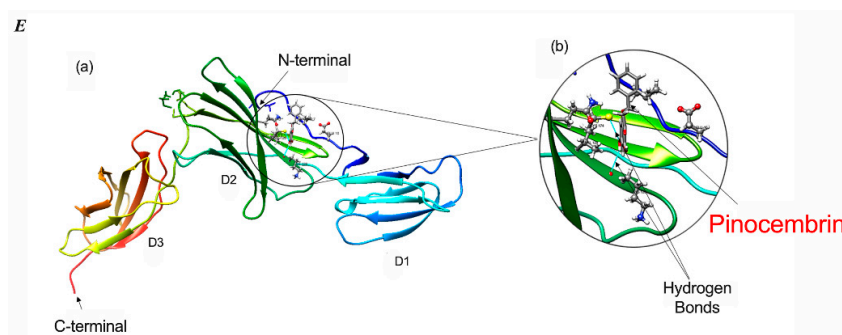 E
(a)
N-terminal
(b)
D2
D3
D1
C-terminal
Pinocembrin
Hydrogen
Bonds